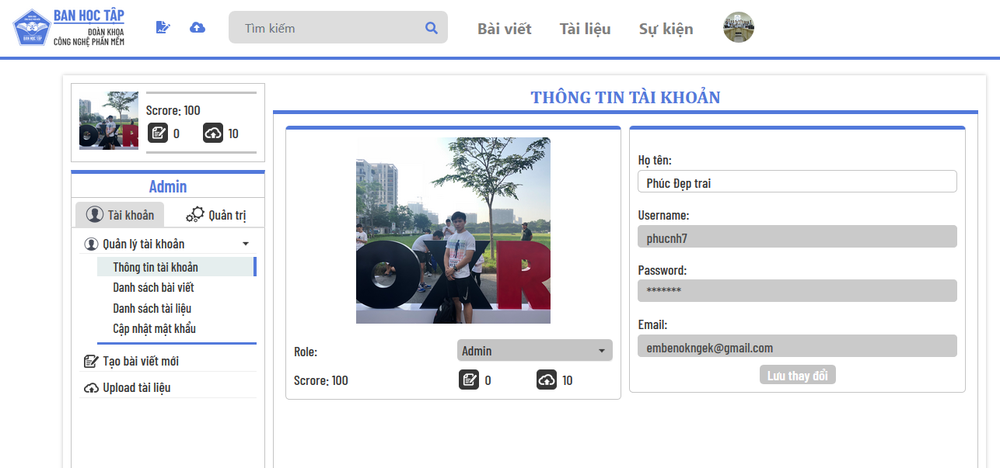 BAN HỌC TẬP
ĐOÀN KHOA
CÔNG NGHỆ PHẦN MỀM
BAN HỌC TẬP
Tìm kiếm
Bài viết
Tài liệu
Sự kiện
Scrore: 100
0
10
Admin
Tài khoản
Quản trị
Quản lý tài khoản
Thông tin tài khoản
Danh sách bài viết
Danh sách tài liệu
Cập nhật mật khẩu
Tạo bài viết mới
Upload tài liệu
THÔNG TIN TÀI KHOẢN
OXR
Role:
Admin
Scrore: 100
0
10
Họ tên:
Phúc Đẹp trai
Username:
phucnh7
Password:
*******
Email:
embenokngek@gmail.com
Lưu thay đổi